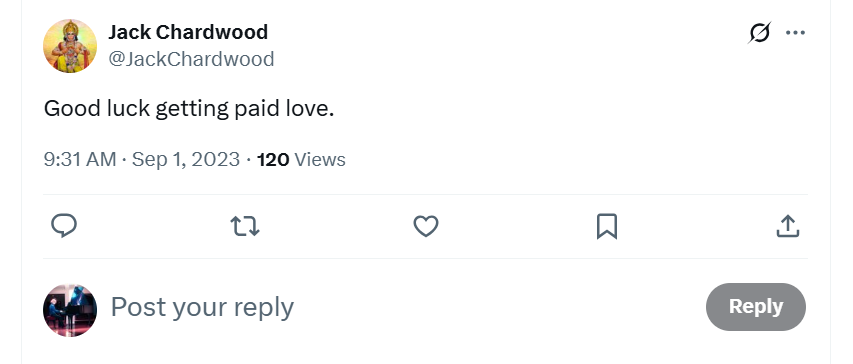 Jack Chardwood
@JackChardwood
Good luck getting paid love.
9:31 AM · Sep 1, 2023 · 120 Views
Post your reply
Reply